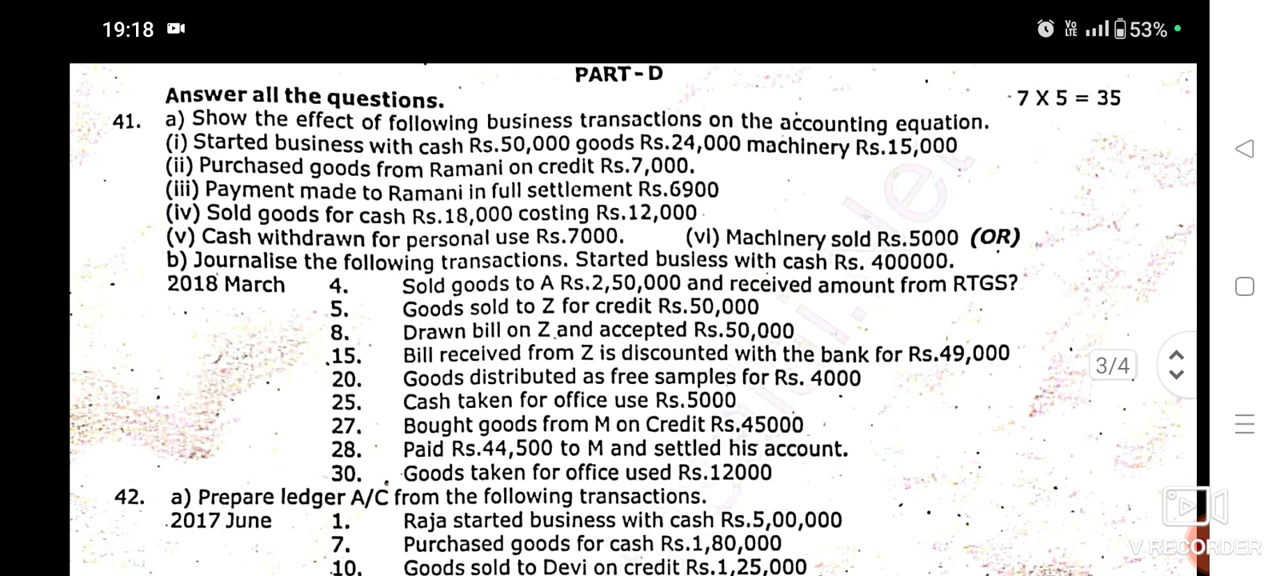 19:18
Vo LTE 53%
PART-D
Answer all the questions.
7 X 5 = 35
41. a) Show the effect of following business transactions on the accounting equation.
(i) Started business with cash Rs.50,000 goods Rs.24,000 machinery Rs.15,000
(ii) Purchased goods from Ramani on credit Rs.7,000.
(iii) Payment made to Ramani in full settlement Rs.6900
(iv) Sold goods for cash Rs.18,000 costing Rs.12,000
(v) Cash withdrawn for personal use Rs.7000. (vi) Machinery sold Rs.5000 (OR)
b) Journalise the following transactions. Started busless with cash Rs. 400000.
2018 March 4. Sold goods to A Rs.2,50,000 and received amount from RTGS?
5. Goods sold to Z for credit Rs.50,000
8. Drawn bill on Z and accepted Rs.50,000
15. Bill received from Z is discounted with the bank for Rs.49,000
3/4
20. Goods distributed as free samples for Rs. 4000
25. Cash taken for office use Rs.5000
27. Bought goods from M on Credit Rs.45000
28. Paid Rs.44,500 to M and settled his account.
30. Goods taken for office used Rs.12000
42. a) Prepare ledger A/C from the following transactions.
2017 June 1. Raja started business with cash Rs.5,00,000
7. Purchased goods for cash Rs.1,80,000
10. Goods sold to Devi on credit Rs.1,25,000
V RECORDER